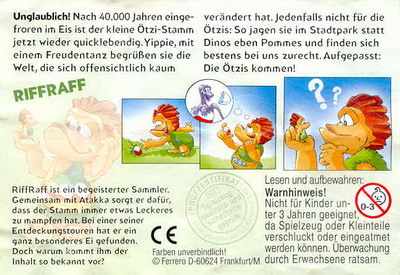 Unglaublich! Nach 40.000 Jahren einge-
froren im Eis ist der kleine Ötzi-Stamm
jetzt wieder quicklebendig. Yippie, mit
einem Freudentanz begrüßen sie die
Welt, die sich offensichtlich kaum
verändert hat. Jedenfalls nicht für die
Ötzis: So jagen sie im Stadtpark statt
Dinos eben Pommes und finden sich
bestens bei uns zurecht. Aufgepasst:
Die Ötzis kommen!
RIFFRAFF
? ? ?
RiffRaff ist ein begeisterter Sammler.
Gemeinsam mit Atakka sorgt er dafür,
dass der Stamm immer etwas Leckeres
zu mampfen hat. Bei einer seiner
Entdeckungstouren hat er ein
ganz besonderes Ei gefunden.
Doch warum kommt ihm der
Inhalt so bekannt vor?
PRÜFZERTIFIKAT
Farben unverbindlich!
© Ferrero D-60624 Frankfurt/M.
Lesen und aufbewahren:
Warnhinweis!
Nicht für Kinder un-
ter 3 Jahren geeignet,
da Spielzeug oder Kleinteile
verschluckt oder eingeatmet
werden können. Überwachung
durch Erwachsene ratsam.
0-3